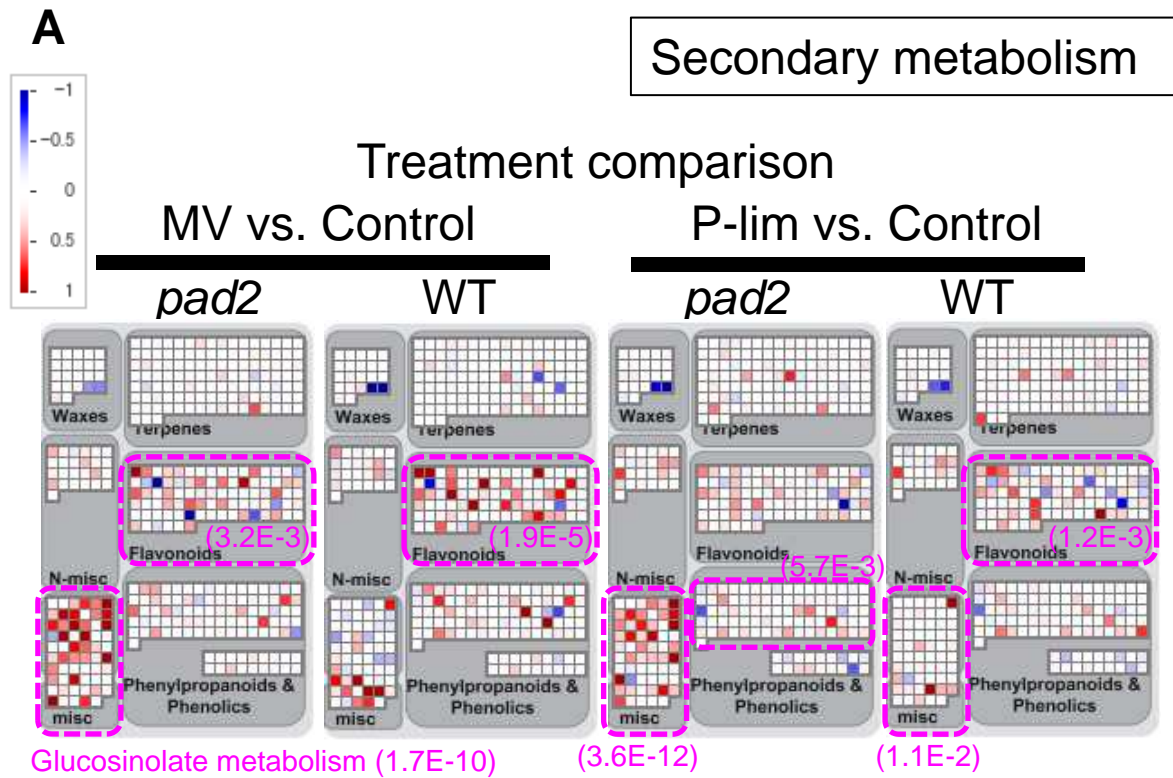 A
Secondary metabolism
-1
-0.5
0
0.5
1
Treatment comparison
MV vs. Control
P-lim vs. Control
pad2
WT
pad2
WT
Waxes
Terpenes
Waxes
Terpenes
Waxes
Terpenes
Waxes
Terpenes
(3.2E-3)
Flavonoids
(1.9E-5)
Flavonoids
Flavonoids
(1.2E-3)
Flavonoids
N-misc
N-misc
N-misc
(5.7E-3)
N-misc
Phenylpropanoids &
Phenolics
misc
Phenylpropanoids &
Phenolics
misc
Phenylpropanoids &
Phenolics
misc
Phenylpropanoids &
Phenolics
misc
Glucosinolate metabolism (1.7E-10)
(3.6E-12)
(1.1E-2)